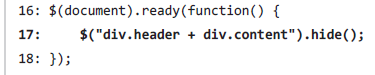 16: $(document).ready(function() {
17:     $("div.header + div.content").hide();
18: });